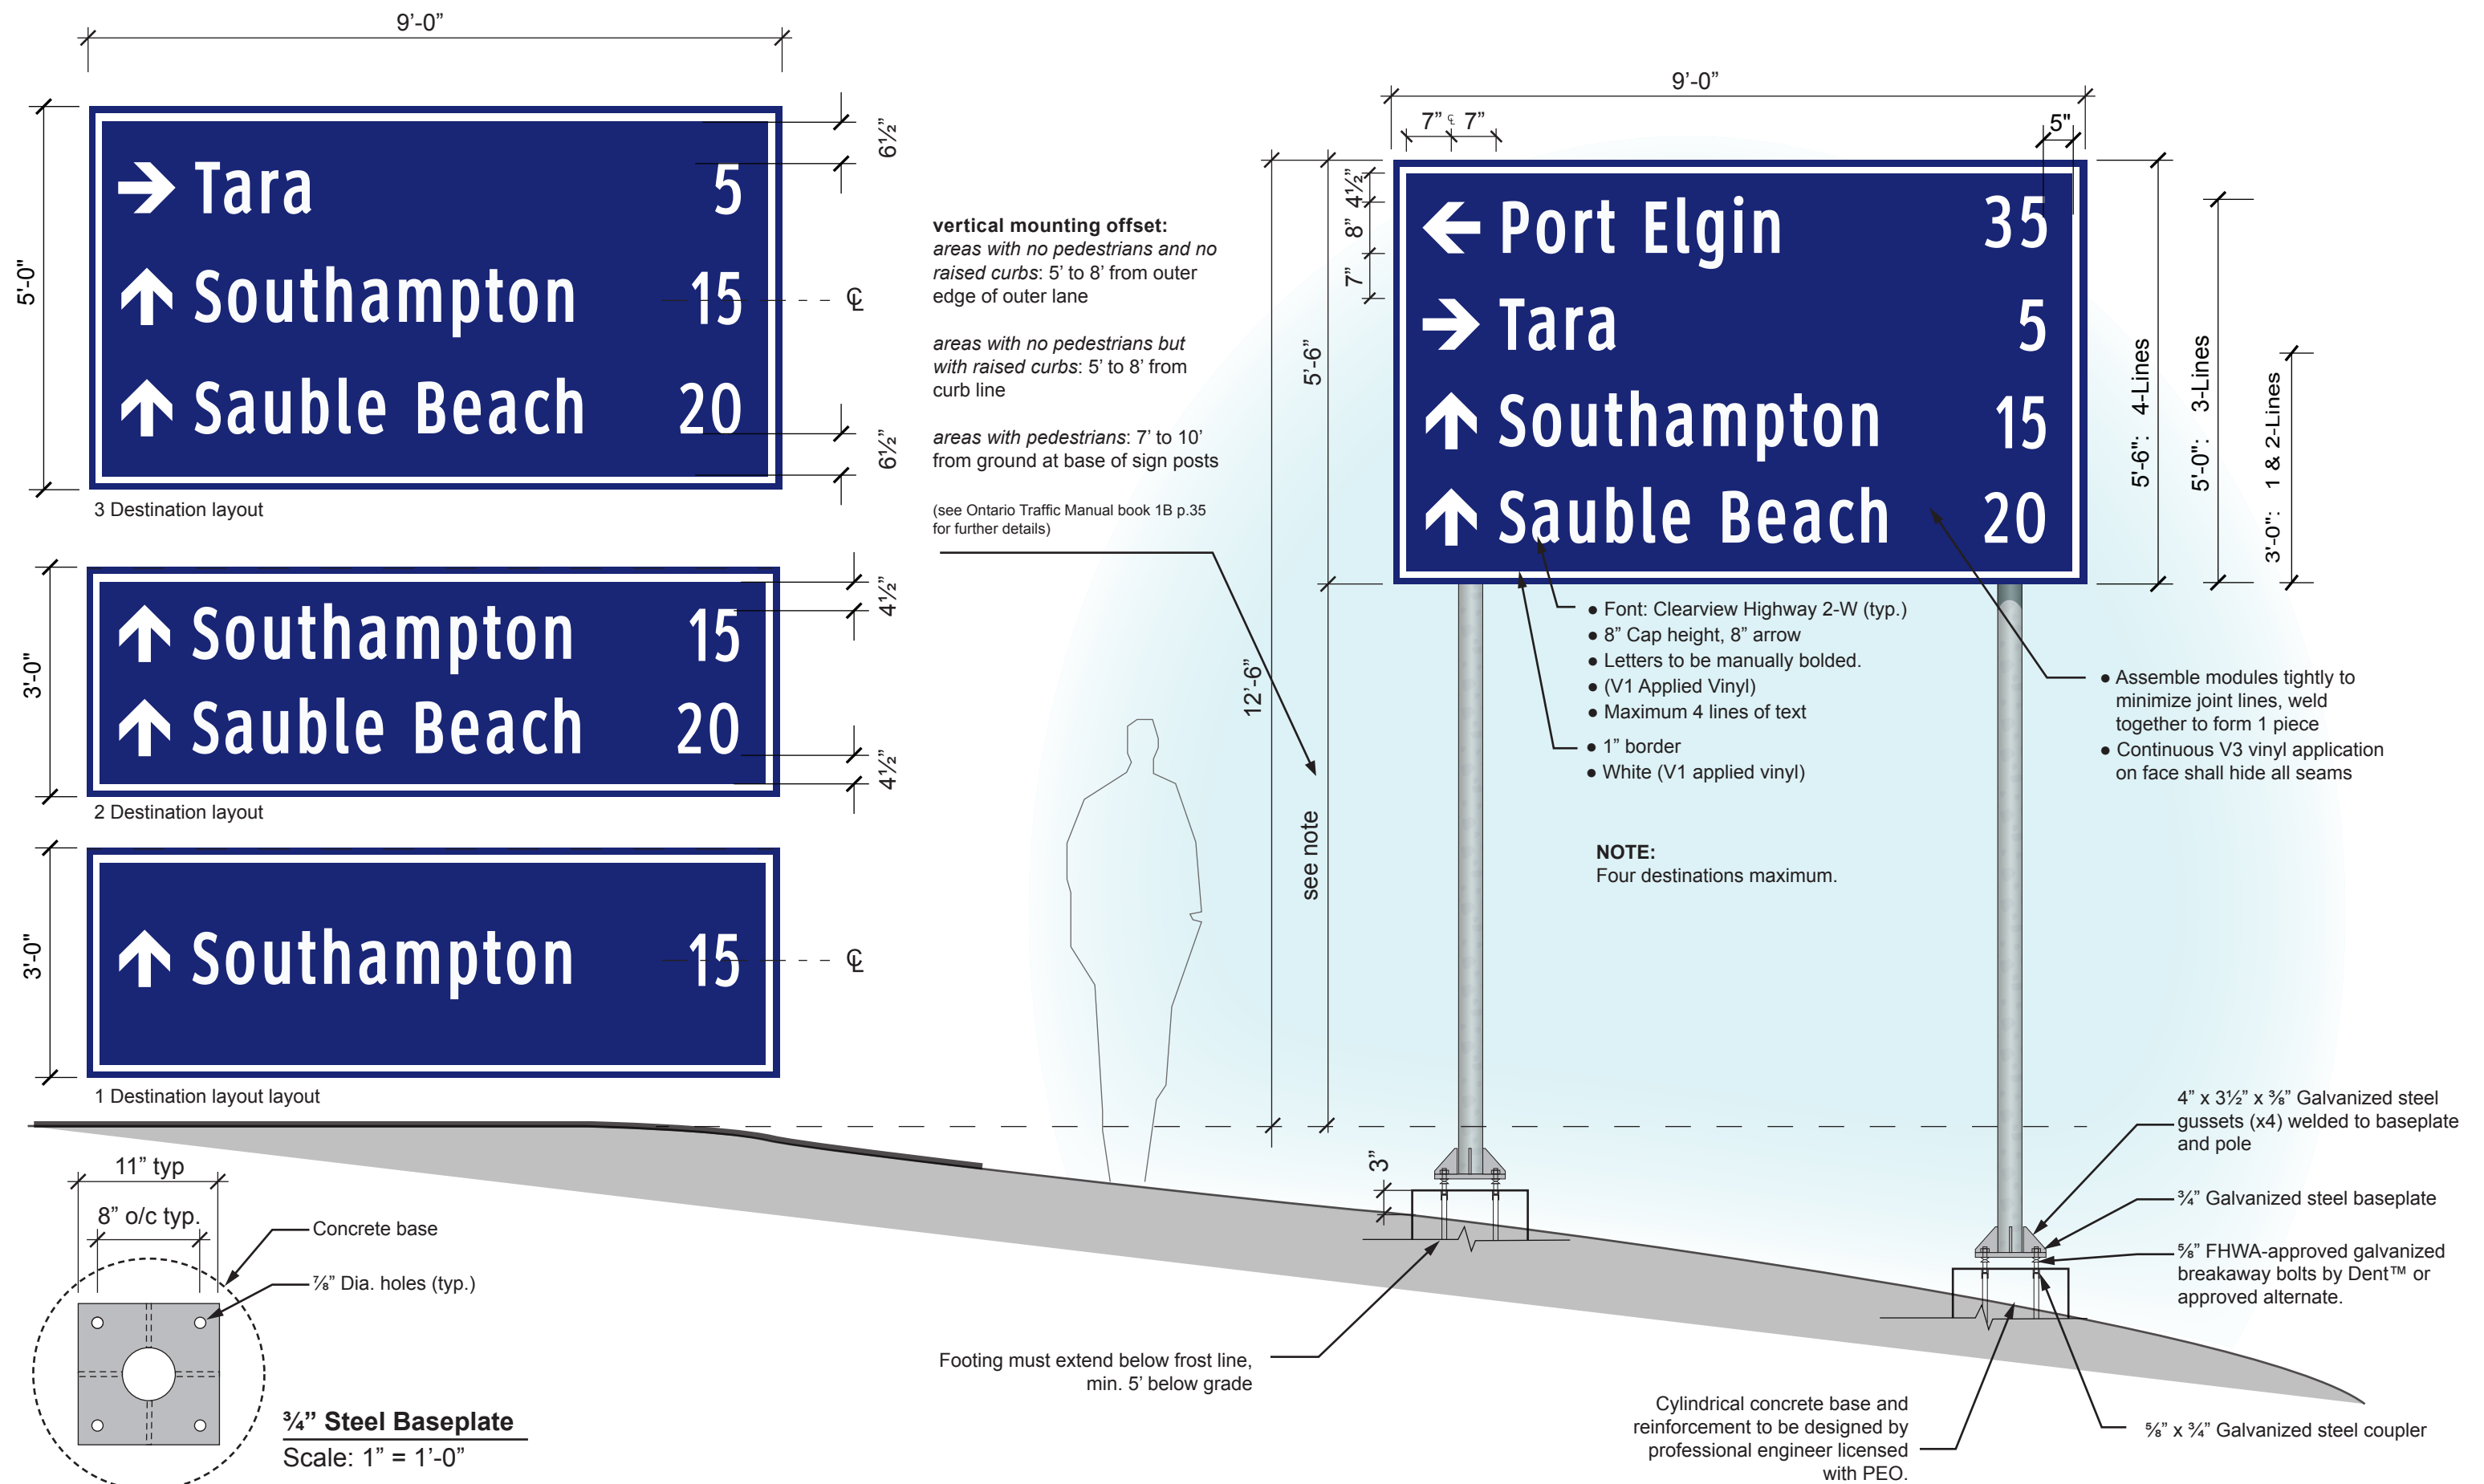 9’-0”
5'-0"
6½”
→ Tara 5
↑ Southampton 15
℄
↑ Sauble Beach 20
6½”
3 Destination layout
3'-0"
4½”
↑ Southampton 15
↑ Sauble Beach 20
4½”
2 Destination layout
3'-0"
↑ Southampton 15
℄
1 Destination layout layout
vertical mounting offset:
areas with no pedestrians and no
raised curbs: 5’ to 8’ from outer
edge of outer lane
areas with no pedestrians but
with raised curbs: 5’ to 8’ from
curb line
areas with pedestrians: 7’ to 10’
from ground at base of sign posts
(see Ontario Traffic Manual book 1B p.35
for further details)
9’-0”
7” ℄ 7”
5"
4½”
8”
7”
← Port Elgin 35
→ Tara 5
↑ Southampton 15
↑ Sauble Beach 20
5’-6”
12’-6”
see note
5'-6": 4-Lines
5'-0": 3-Lines
3'-0": 1 & 2-Lines
● Font: Clearview Highway 2-W (typ.)
● 8” Cap height, 8” arrow
● Letters to be manually bolded.
● (V1 Applied Vinyl)
● Maximum 4 lines of text
● 1” border
● White (V1 applied vinyl)
● Assemble modules tightly to
minimize joint lines, weld
together to form 1 piece
● Continuous V3 vinyl application
on face shall hide all seams
NOTE:
Four destinations maximum.
3”
4” x 3½” x ⅜” Galvanized steel
gussets (x4) welded to baseplate
and pole
¾” Galvanized steel baseplate
⅝” FHWA-approved galvanized
breakaway bolts by Dent™ or
approved alternate.
⅝” x ¾” Galvanized steel coupler
Footing must extend below frost line,
min. 5’ below grade
Cylindrical concrete base and
reinforcement to be designed by
professional engineer licensed
with PEO.
11” typ
8” o/c typ.
Concrete base
⅞” Dia. holes (typ.)
¾” Steel Baseplate
Scale: 1” = 1’-0”